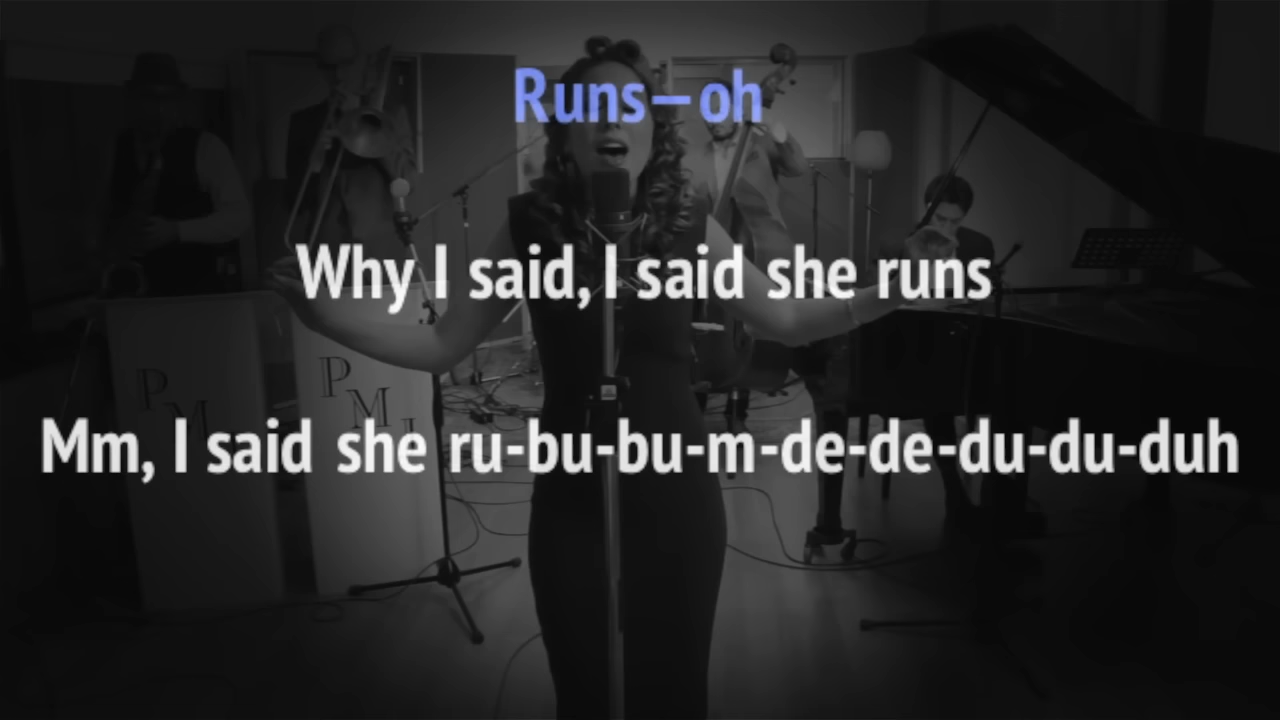 Runs—oh
Why I said, I said she runs
Mm, I said she ru-bu-bu-m-de-de-du-du-duh
P M
P M J